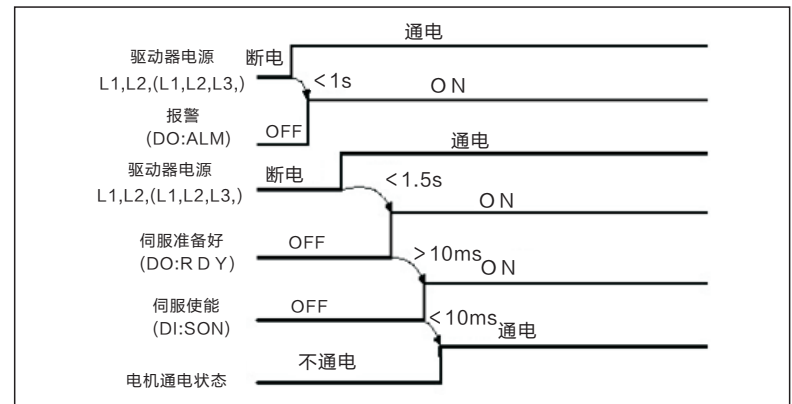 通电
驱动器电源 断电
L1,L2,(L1,L2,L3,) <1s ON
报警
(DO:ALM) OFF
通电
驱动器电源 断电
L1,L2,(L1,L2,L3,) <1.5s
ON
伺服准备好 OFF
(DO:RDY) >10ms ON
伺服使能 OFF
(DI:SON) <10ms 通电
不通电
电机通电状态